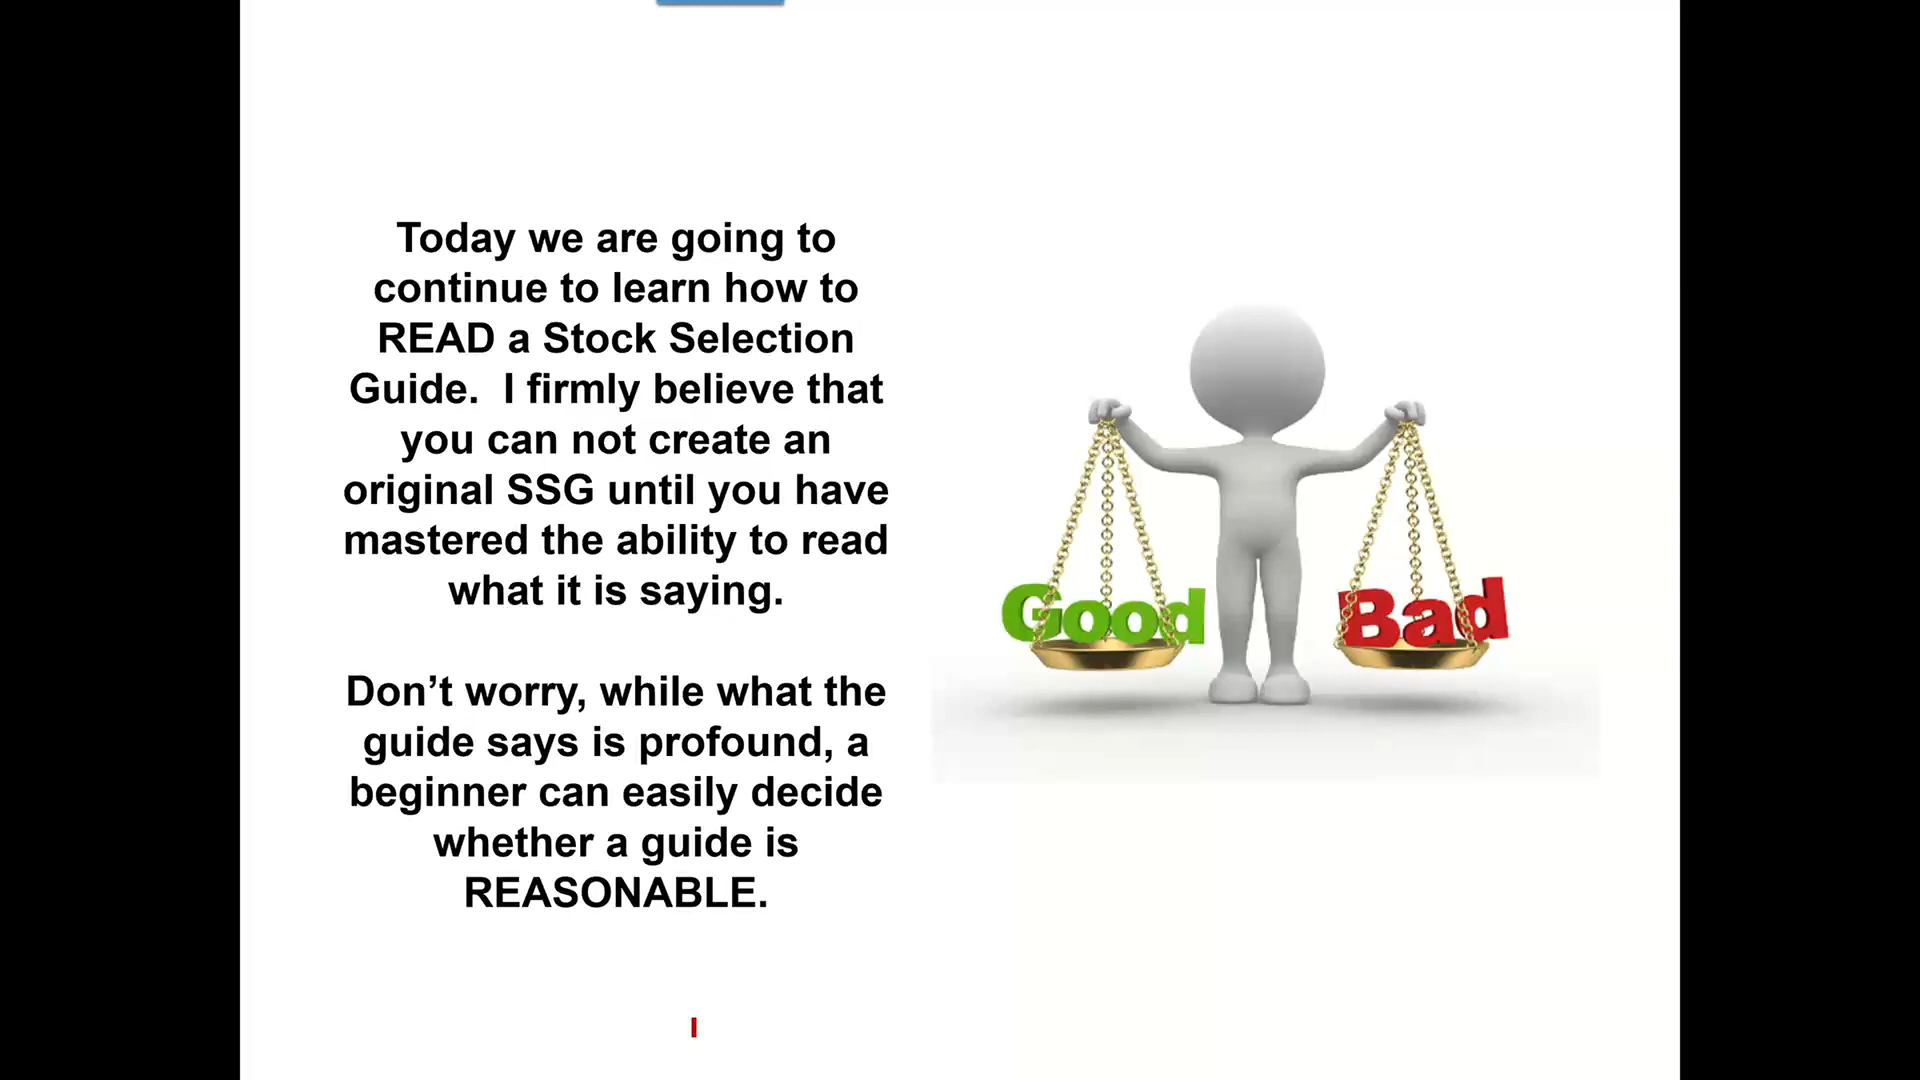 Today we are going to
continue to learn how to
READ a Stock Selection
Guide.  I firmly believe that
you can not create an
original SSG until you have
mastered the ability to read
what it is saying.
Don’t worry, while what the
guide says is profound, a
beginner can easily decide
whether a guide is
REASONABLE.
Good
Bad